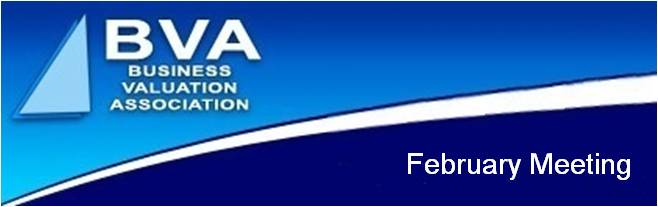 BVA
BUSINESS
VALUATION
ASSOCIATION
February Meeting